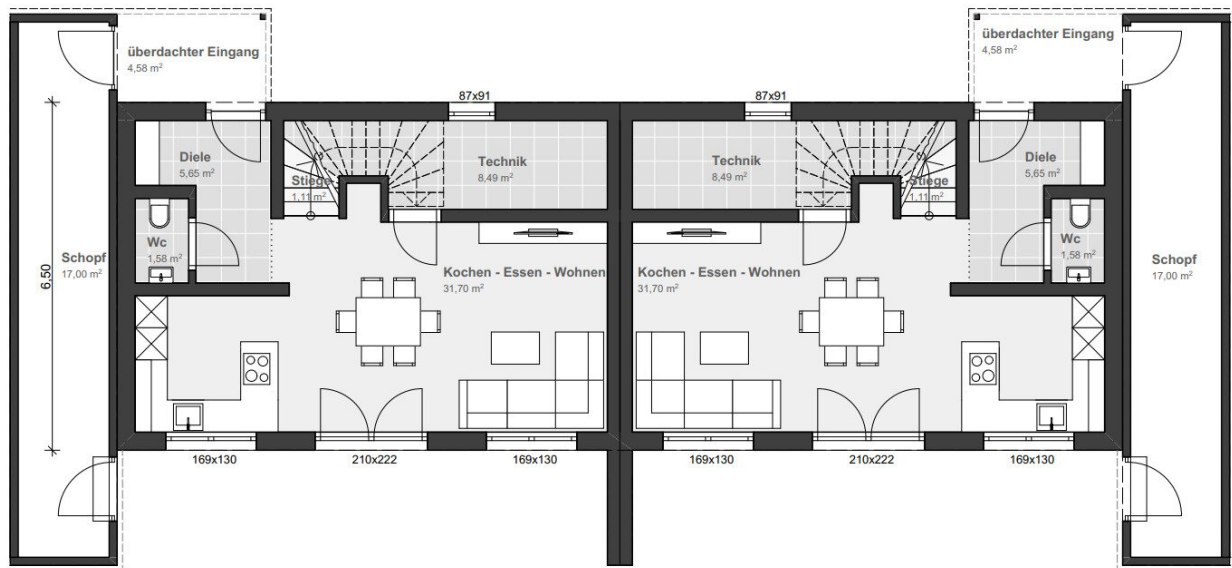 überdachter Eingang
4,58 m²
überdachter Eingang
4,58 m²
87x91
87x91
Diele
5,65 m²
Stiege
1,11 m²
Technik
8,49 m²
Technik
8,49 m²
Stiege
1,11 m²
Diele
5,65 m²
Wc
1,58 m²
Wc
1,58 m²
Schopf
17,00 m²
6,50
Kochen - Essen - Wohnen
31,70 m²
Kochen - Essen - Wohnen
31,70 m²
Schopf
17,00 m²
169x130
210x222
169x130
169x130
210x222
169x130